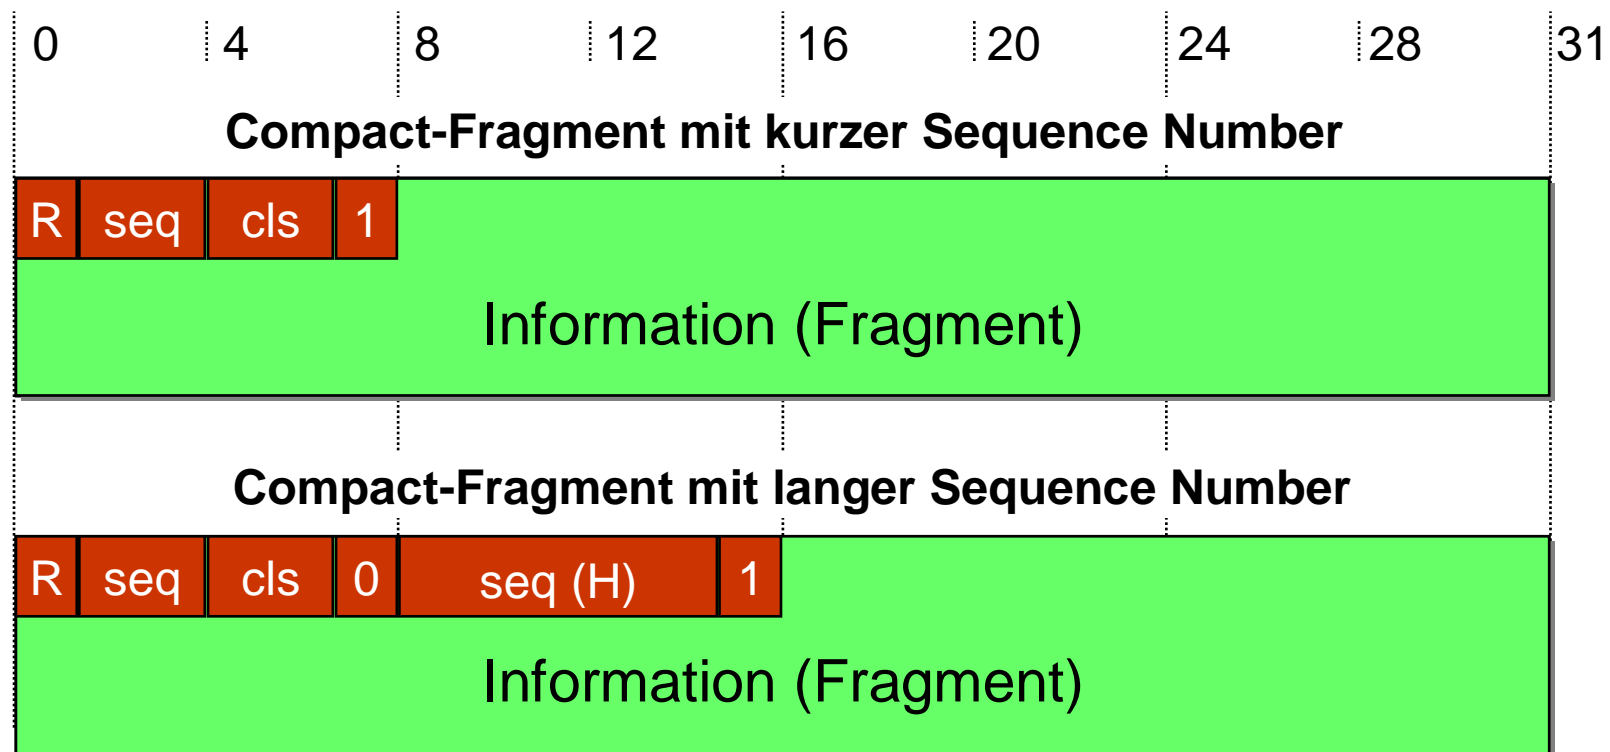 0 4 8 12 16 20 24 28 31
Compact-Fragment mit kurzer Sequence Number
R seq cls 1
Information (Fragment)
Compact-Fragment mit langer Sequence Number
R seq cls 0 seq (H) 1
Information (Fragment)